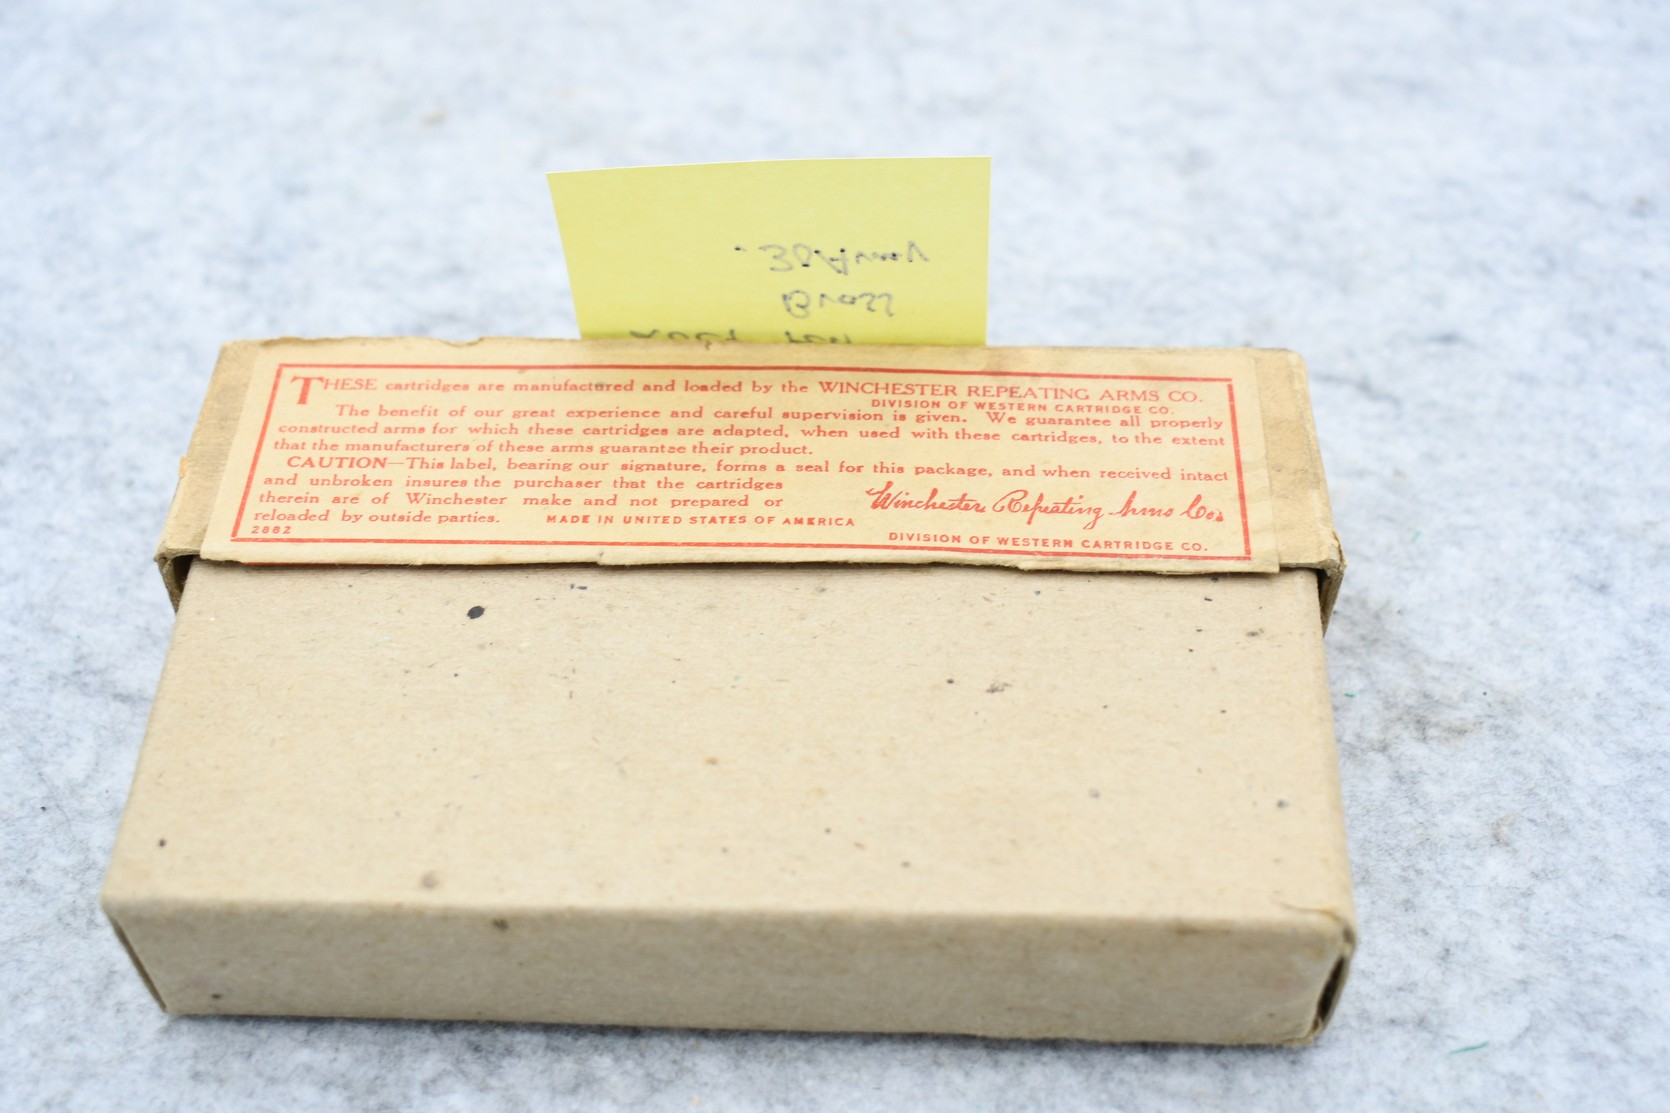 30 Army
Brass
THESE cartridges are manufactured and loaded by the WINCHESTER REPEATING ARMS CO.
DIVISION OF WESTERN CARTRIDGE CO.
The benefit of our great experience and careful supervision is given. We guarantee all properly
constructed arms for which these cartridges are adapted, when used with these cartridges, to the extent
that the manufacturers of these arms guarantee their product.
CAUTION—This label, bearing our signature, forms a seal for this package, and when received intact
and unbroken insures the purchaser that the cartridges
therein are of Winchester make and not prepared or
reloaded by outside parties.
MADE IN UNITED STATES OF AMERICA
Winchester Repeating Arms Co.
2882
DIVISION OF WESTERN CARTRIDGE CO.